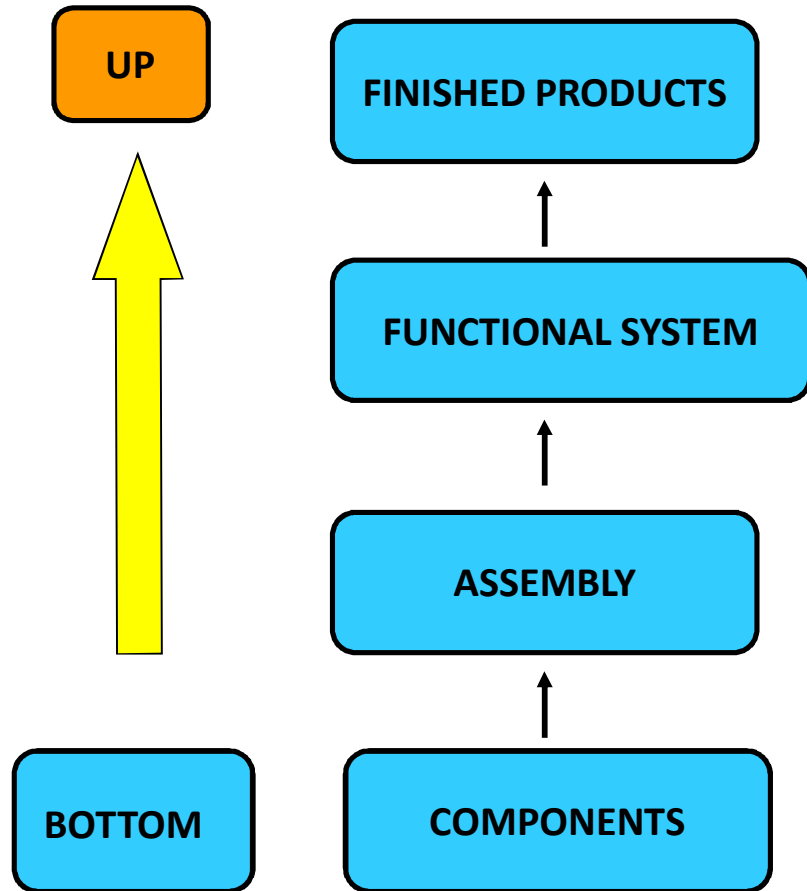 UP
FINISHED PRODUCTS
FUNCTIONAL SYSTEM
ASSEMBLY
BOTTOM
COMPONENTS